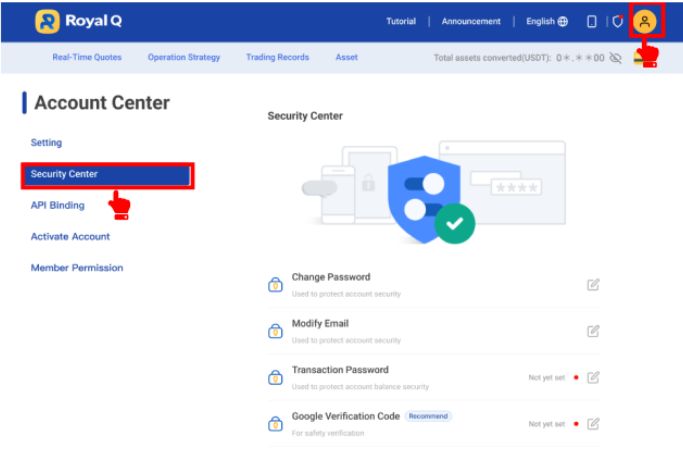 Royal Q
Tutorial | Announcement | English
Real-Time Quotes Operation Strategy Trading Records Asset Total assets converted(USDT): 0*.**00
Account Center
Setting
Security Center
API Binding
Activate Account
Member Permission
Security Center
****
Change Password
Used to protect account security
Modify Email
Used to protect account security
Transaction Password
Used to protect account balance security
Not yet set
Google Verification Code Recommend
For safety verification
Not yet set